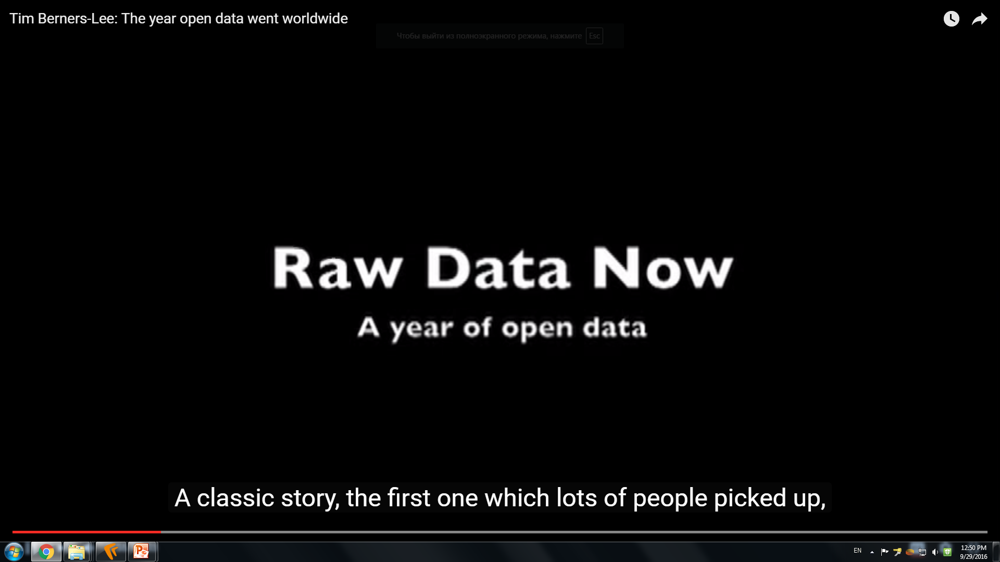 Tim Berners-Lee: The year open data went worldwide
Чтобы выйти из полноэкранного режима, нажмите Esc
Raw Data Now
A year of open data
A classic story, the first one which lots of people picked up,
EN
12:50 PM
9/29/2016